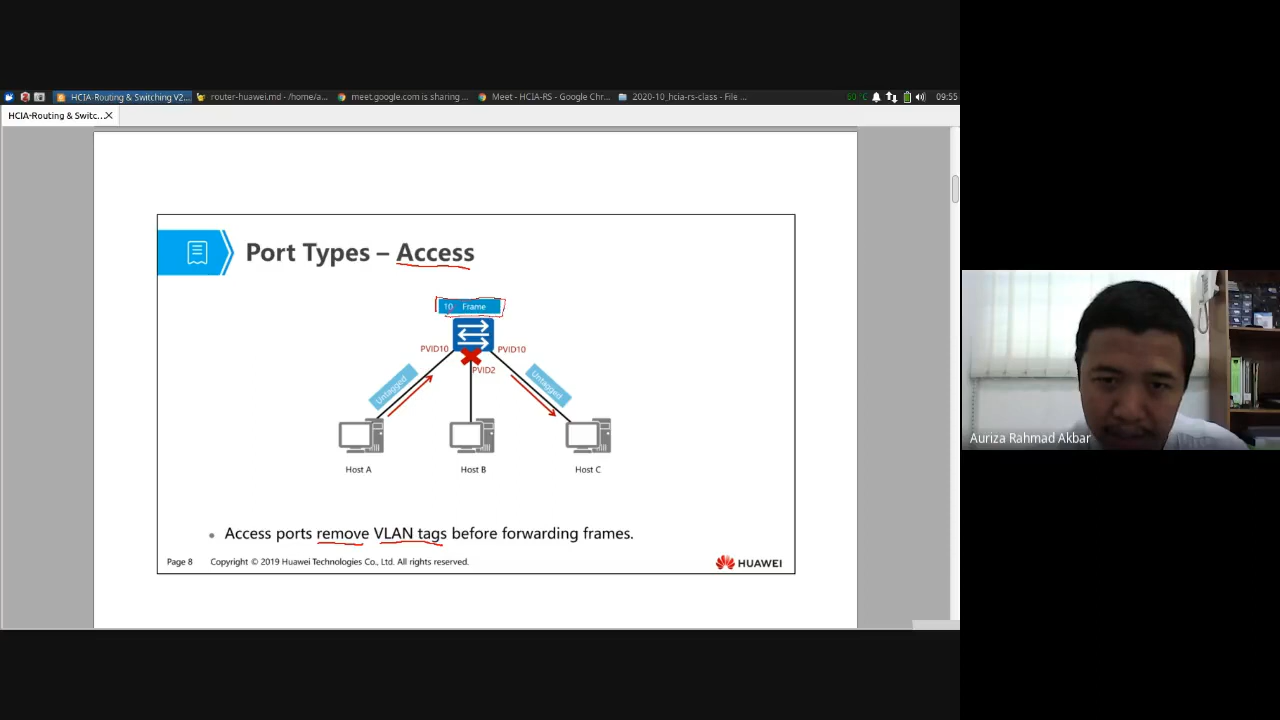 HCIA-Routing & Switching V2...
router-huawei.md - /home/a...
meet.google.com is sharing ...
Meet - HCIA-RS - Google Chr...
2020-10_hcia-rs-class - File ...
60°C
09:55
HCIA-Routing & Switc...
Port Types – Access
10 Frame
PVID10
PVID10
PVID2
Untagged
Untagged
Host A
Host B
Host C
Auriza Rahmad Akbar
• Access ports remove VLAN tags before forwarding frames.
Page 8
Copyright © 2019 Huawei Technologies Co., Ltd. All rights reserved.
HUAWEI